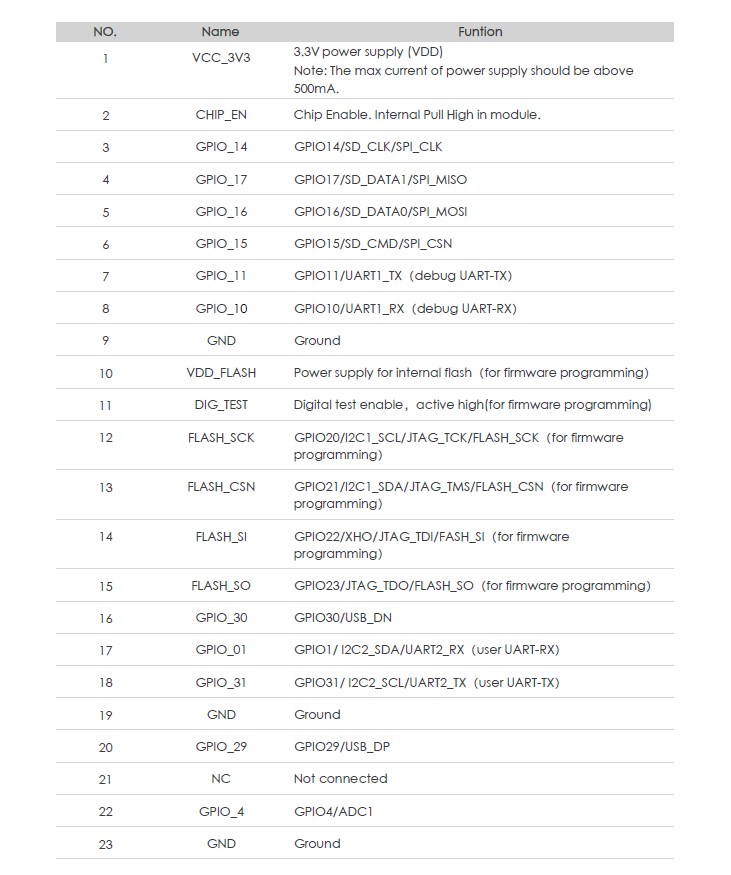 NO. Name Funtion
1 VCC_3V3 3.3V power supply (VDD)
Note: The max current of power supply should be above
500mA.
2 CHIP_EN Chip Enable. Internal Pull High in module.
3 GPIO_14 GPIO14/SD_CLK/SPI_CLK
4 GPIO_17 GPIO17/SD_DATA1/SPI_MISO
5 GPIO_16 GPIO16/SD_DATA0/SPI_MOSI
6 GPIO_15 GPIO15/SD_CMD/SPI_CSN
7 GPIO_11 GPIO11/UART1_TX（debug UART-TX)
8 GPIO_10 GPIO10/UART1_RX（debug UART-RX)
9 GND Ground
10 VDD_FLASH Power supply for internal flash（for firmware programming)
11 DIG_TEST Digital test enable，active high(for firmware programming)
12 FLASH_SCK GPIO20/I2C1_SCL/JTAG_TCK/FLASH_SCK（for firmware
programming)
13 FLASH_CSN GPIO21/I2C1_SDA/JTAG_TMS/FLASH_CSN（for firmware
programming)
14 FLASH_SI GPIO22/XHO/JTAG_TDI/FASH_SI（for firmware
programming)
15 FLASH_SO GPIO23/JTAG_TDO/FLASH_SO（for firmware programming)
16 GPIO_30 GPIO30/USB_DN
17 GPIO_01 GPIO1/ I2C2_SDA/UART2_RX（user UART-RX)
18 GPIO_31 GPIO31/ I2C2_SCL/UART2_TX（user UART-TX)
19 GND Ground
20 GPIO_29 GPIO29/USB_DP
21 NC Not connected
22 GPIO_4 GPIO4/ADC1
23 GND Ground